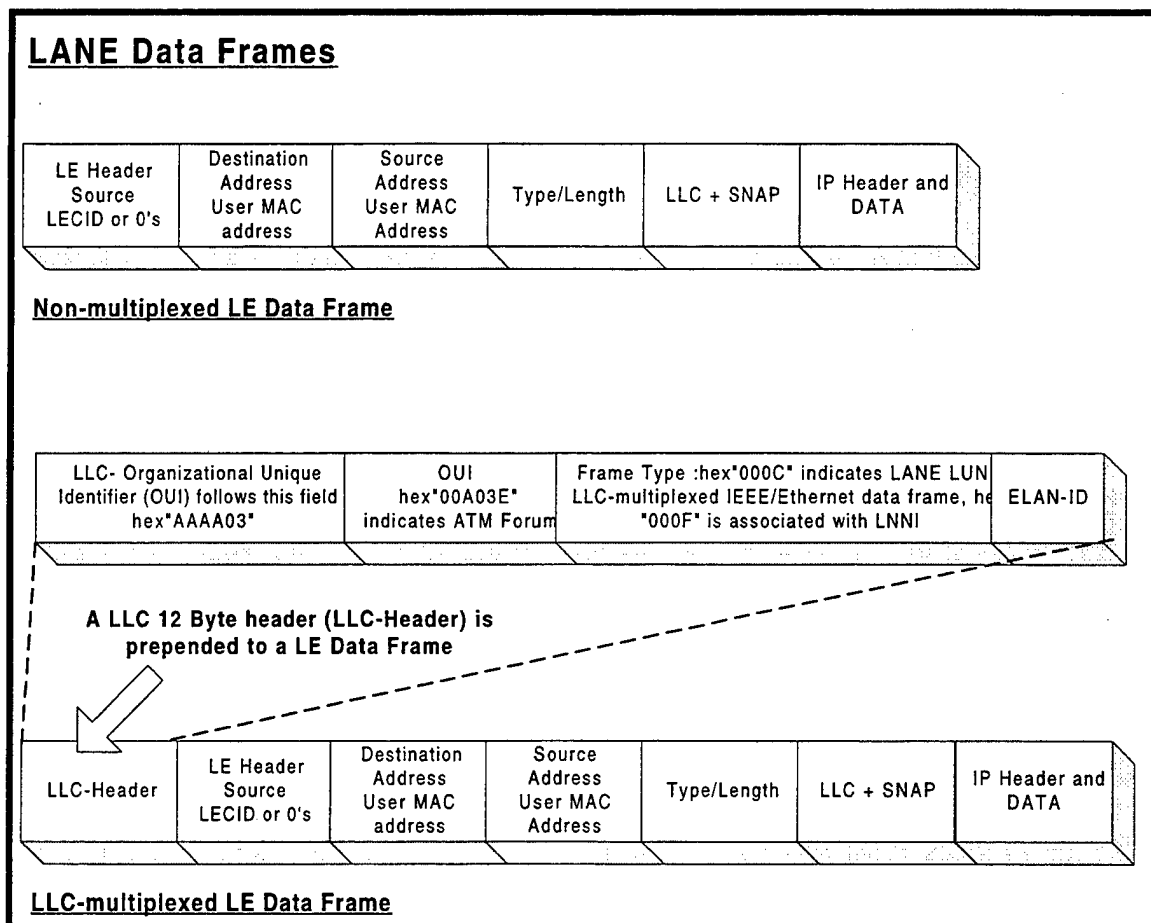 LANE Data Frames
LE Header
Source
LECID or 0's
Destination
Address
User MAC
address
Source
Address
User MAC
Address
Type/Length
LLC + SNAP
IP Header and
DATA
Non-multiplexed LE Data Frame
LLC- Organizational Unique
Identifier (OUI) follows this field
hex"AAAA03"
OUI
hex"00A03E"
indicates ATM Forum
Frame Type :hex"000C" indicates LANE LUN
LLC-multiplexed IEEE/Ethernet data frame, he
"000F" is associated with LNNI
ELAN-ID
A LLC 12 Byte header (LLC-Header) is
prepended to a LE Data Frame
LLC-Header
LE Header
Source
LECID or 0's
Destination
Address
User MAC
address
Source
Address
User MAC
Address
Type/Length
LLC + SNAP
IP Header and
DATA
LLC-multiplexed LE Data Frame